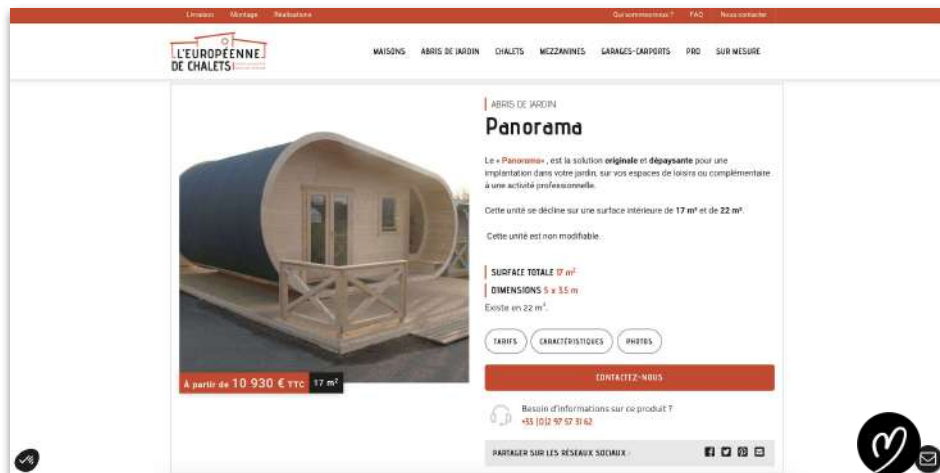 Livraison Montage Réalisations Qui sommes-nous ? FAQ Nous contacter
L'EUROPÉENNE
DE CHALETS
MAISONS ABRIS DE JARDIN CHALETS MEZZANINES GARAGES-CARPORTS PRO SUR MESURE
ABRIS DE JARDIN
Panorama
Le « Panorama» , est la solution originale et dépaysante pour une
implantation dans votre jardin, sur vos espaces de loisirs ou complémentaire
à une activité professionnelle.
Cette unité se décline sur une surface intérieure de 17 m² et de 22 m².
Cette unité est non modifiable.
SURFACE TOTALE 17 m²
DIMENSIONS 5 x 3.5 m
Existe en 22 m².
TARIFS CARACTÉRISTIQUES PHOTOS
À partir de 10 930 € TTC 17 m²
CONTACTEZ-NOUS
Besoin d'informations sur ce produit ?
+33 (0)2 97 57 31 62
PARTAGER SUR LES RÉSEAUX SOCIAUX :